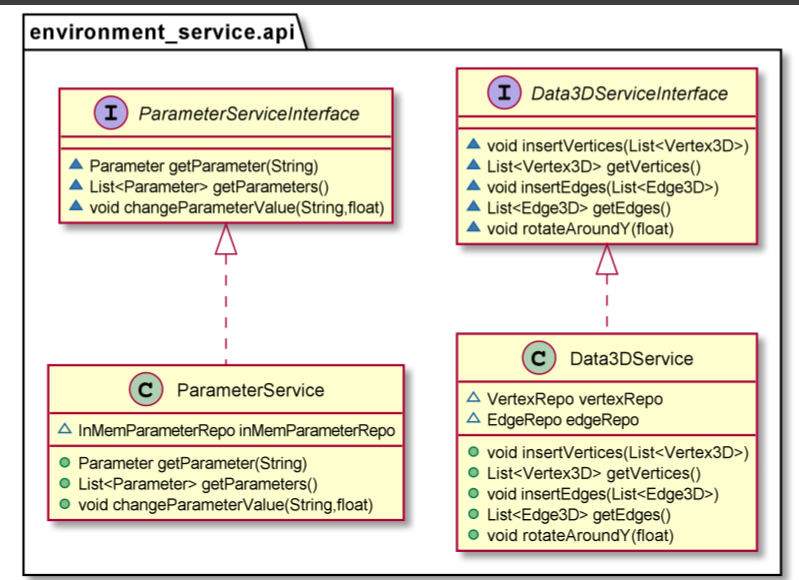 environment_service.api
I ParameterServiceInterface
Parameter getParameter(String)
List<Parameter> getParameters()
void changeParameterValue(String,float)
I Data3DServiceInterface
void insertVertices(List<Vertex3D>)
List<Vertex3D> getVertices()
void insertEdges(List<Edge3D>)
List<Edge3D> getEdges()
void rotateAroundY(float)
C ParameterService
InMemParameterRepo inMemParameterRepo
Parameter getParameter(String)
List<Parameter> getParameters()
void changeParameterValue(String,float)
C Data3DService
VertexRepo vertexRepo
EdgeRepo edgeRepo
void insertVertices(List<Vertex3D>)
List<Vertex3D> getVertices()
void insertEdges(List<Edge3D>)
List<Edge3D> getEdges()
void rotateAroundY(float)